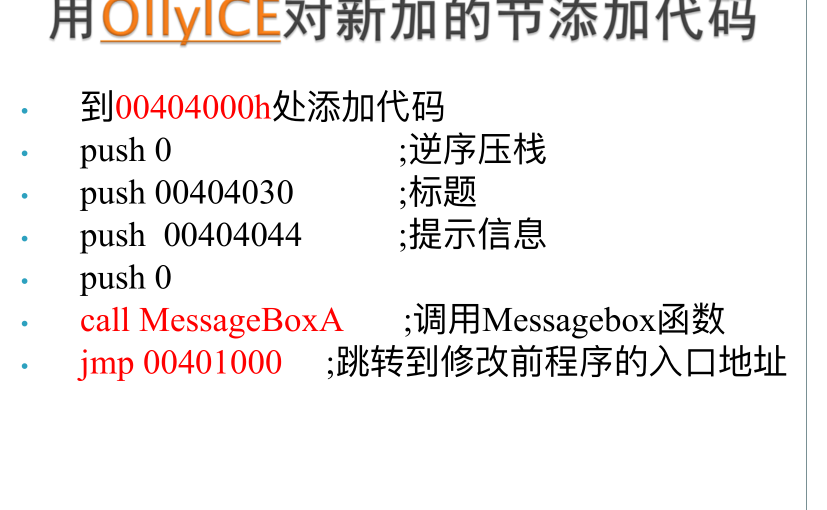 用OllyICE对新加的节添加代码
• 到00404000h处添加代码
• push 0 ;逆序压栈
• push 00404030 ;标题
• push 00404044 ;提示信息
• push 0
• call MessageBoxA ;调用Messagebox函数
• jmp 00401000 ;跳转到修改前程序的入口地址